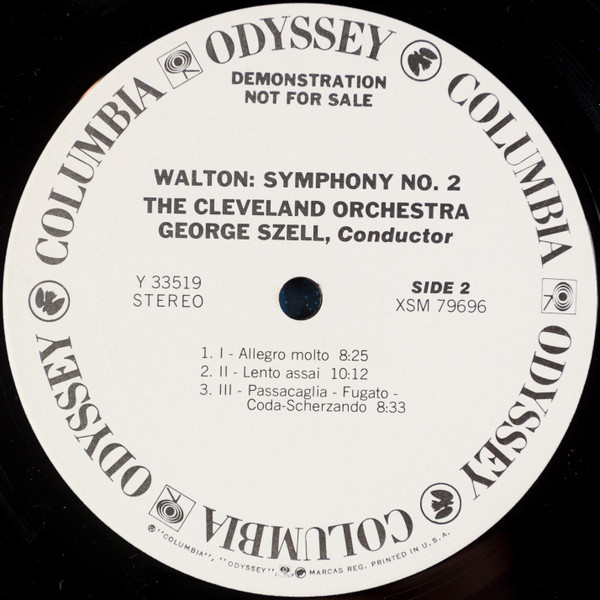 ODYSSEY
COLUMBIA
ODYSSEY
COLUMBIA
ODYSSEY
COLUMBIA
DEMONSTRATION
NOT FOR SALE
WALTON: SYMPHONY NO. 2
THE CLEVELAND ORCHESTRA
GEORGE SZELL, Conductor
Y 33519
STEREO
SIDE 2
XSM 79696
1. I - Allegro molto 8:25
2. II - Lento assai 10:12
3. III - Passacaglia - Fugato -
Coda-Scherzando 8:33
"COLUMBIA", "ODYSSEY", MARCAS REG. PRINTED IN U.S.A.